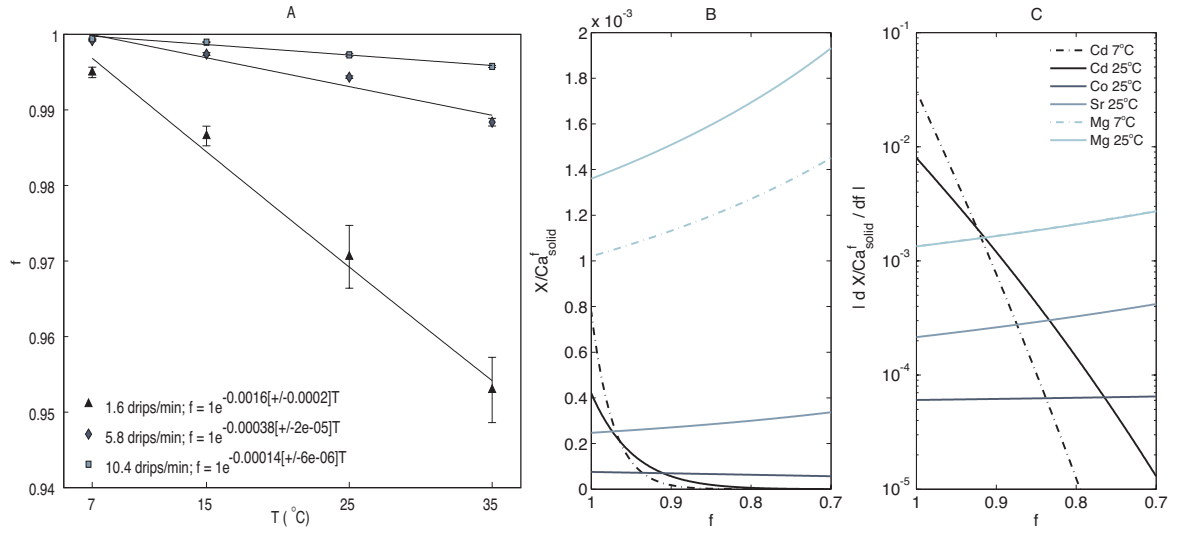 A
1
0.99
0.98
0.97
0.96
0.95
0.94
f
7
15
25
35
T ( °C)
1.6 drips/min; f = 1e^-0.0016[+/-0.0002]T
5.8 drips/min; f = 1e^-0.00038[+/-2e-05]T
10.4 drips/min; f = 1e^-0.00014[+/-6e-06]T
B
x 10^-3
2
1.8
1.6
1.4
1.2
1
0.8
0.6
0.4
0.2
0
X/Ca^f_solid
1
0.9
0.8
0.7
f
C
10^-1
10^-2
10^-3
10^-4
10^-5
I d X/Ca^f_solid / df I
1
0.9
0.8
0.7
f
Cd 7°C
Cd 25°C
Co 25°C
Sr 25°C
Mg 7°C
Mg 25°C